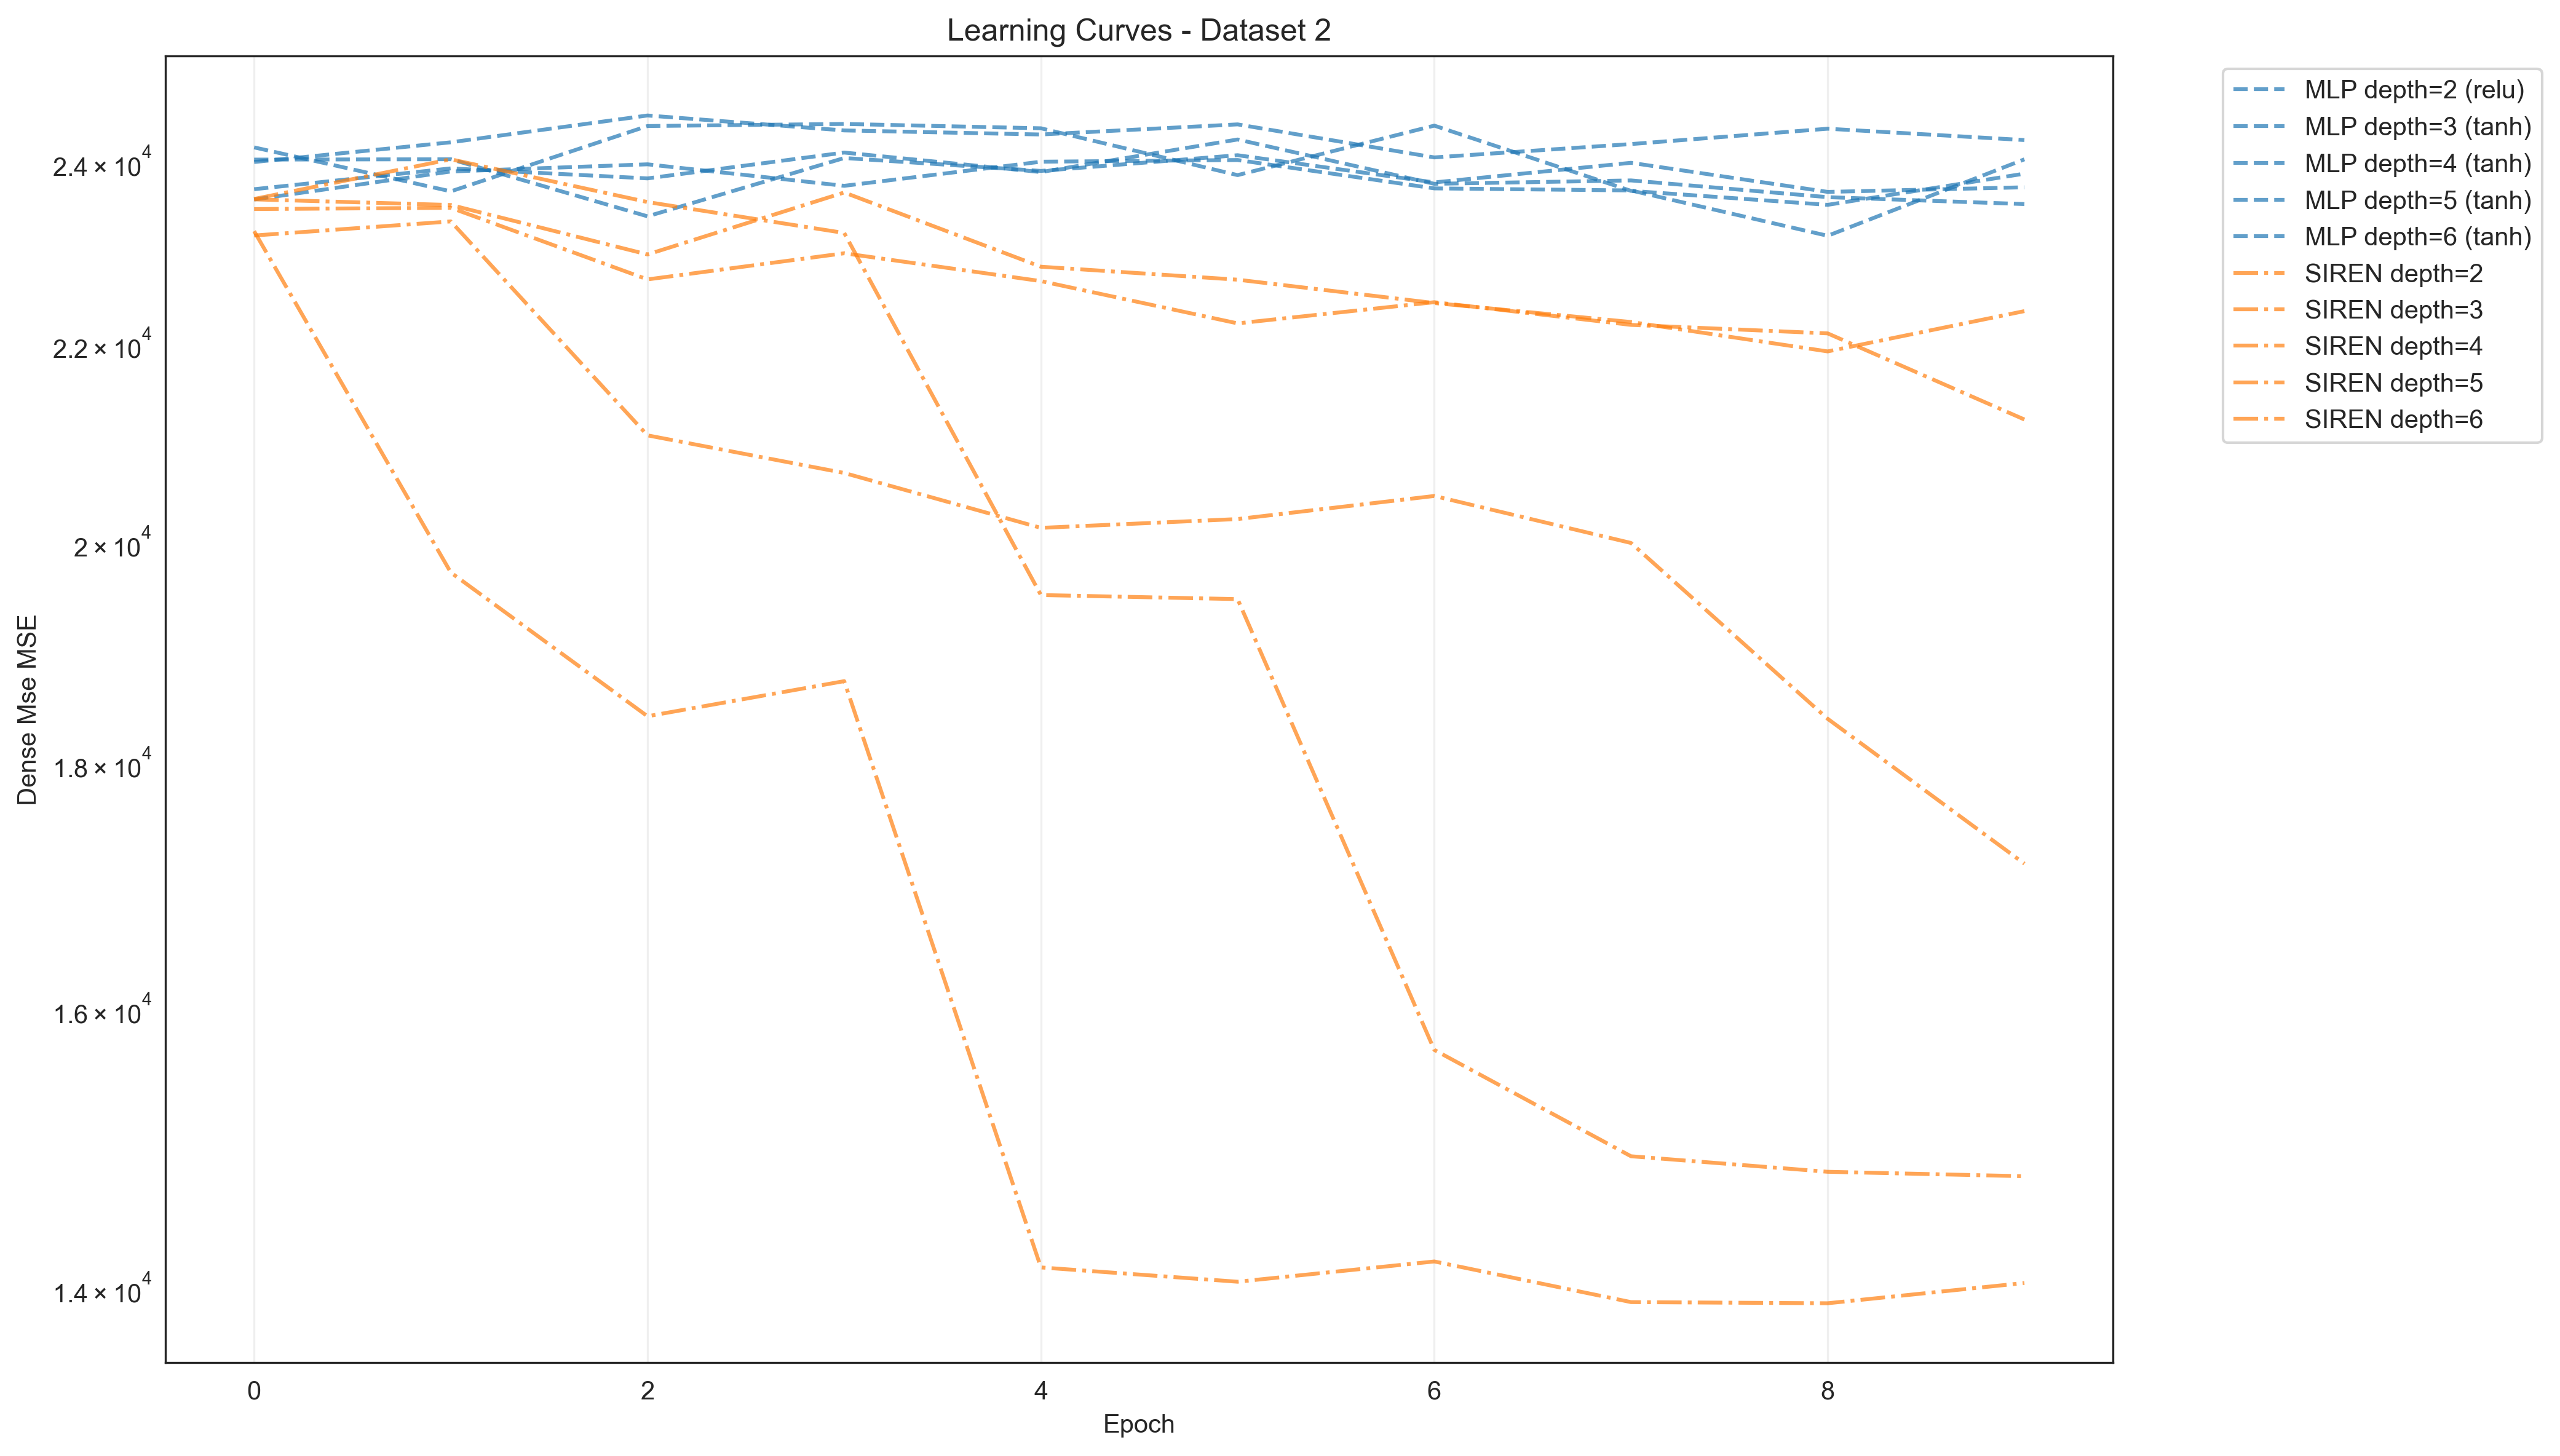 Learning Curves - Dataset 2
MLP depth=2 (relu)
MLP depth=3 (tanh)
MLP depth=4 (tanh)
MLP depth=5 (tanh)
MLP depth=6 (tanh)
SIREN depth=2
SIREN depth=3
SIREN depth=4
SIREN depth=5
SIREN depth=6
2.4 × 10⁴
2.2 × 10⁴
2 × 10⁴
1.8 × 10⁴
1.6 × 10⁴
1.4 × 10⁴
Dense Mse MSE
0 2 4 6 8
Epoch